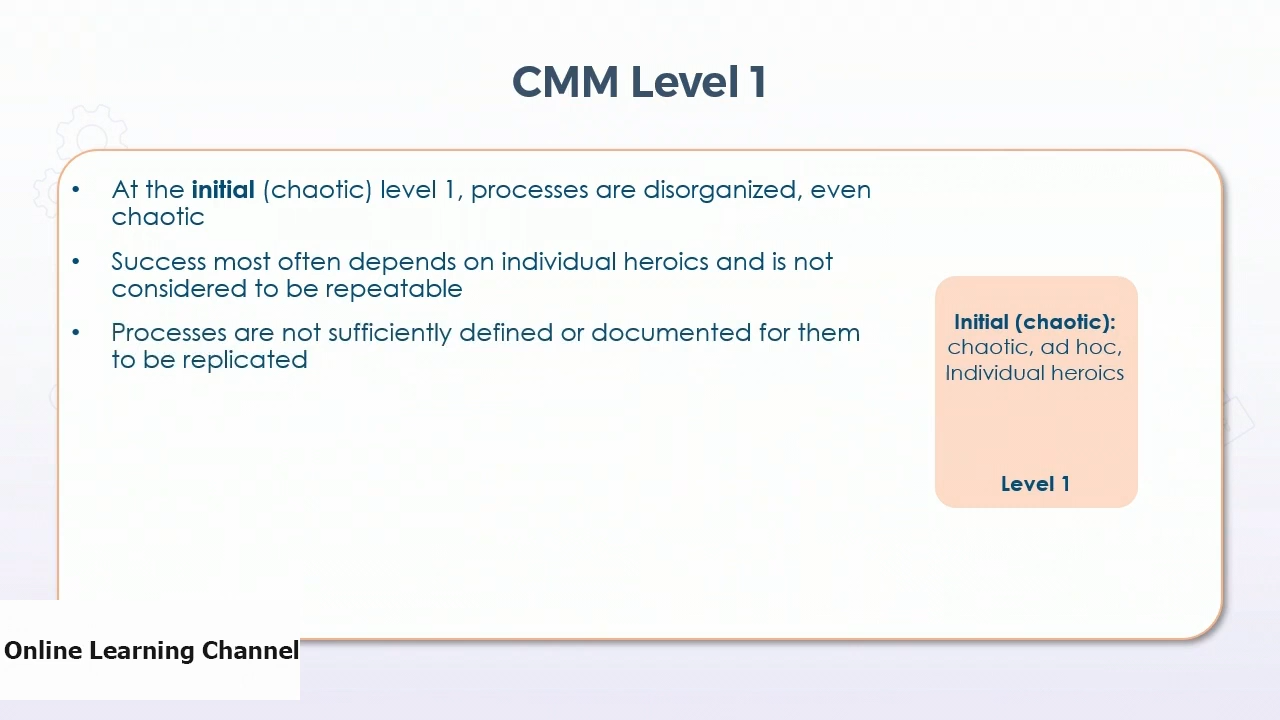 CMM Level 1
• At the initial (chaotic) level 1, processes are disorganized, even
chaotic
• Success most often depends on individual heroics and is not
considered to be repeatable
• Processes are not sufficiently defined or documented for them
to be replicated
Initial (chaotic):
chaotic, ad hoc,
Individual heroics
Level 1
Online Learning Channel